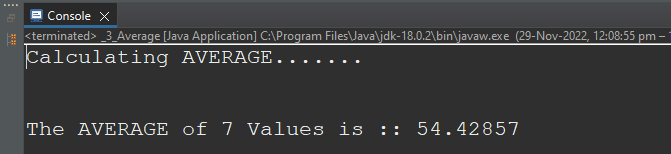 Console
<terminated> _3_Average [Java Application] C:\Program Files\Java\jdk-18.0.2\bin\javaw.exe (29-Nov-2022, 12:08:55 pm –
Calculating AVERAGE.......
The AVERAGE of 7 Values is :: 54.42857